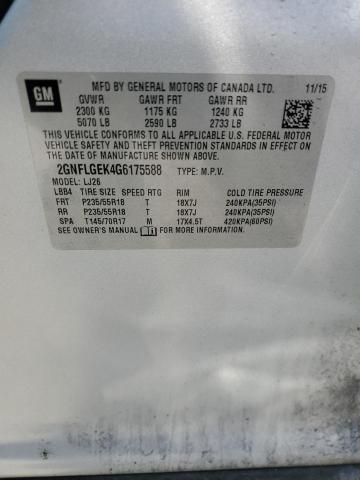 GM
MFD BY GENERAL MOTORS OF CANADA LTD. 11/15
GVWR GAWR FRT GAWR RR
2300 KG 1175 KG 1240 KG
5070 LB 2590 LB 2733 LB
THIS VEHICLE CONFORMS TO ALL APPLICABLE U.S. FEDERAL MOTOR
VEHICLE SAFETY AND THEFT PREVENTION STANDARDS IN EFFECT ON
THE DATE OF MANUFACTURE SHOWN ABOVE.
2GNFLGEK4G6175588 TYPE: M.P.V.
MODEL: LJ26
LBB4 TIRE SIZE SPEED RTG RIM COLD TIRE PRESSURE
FRT P235/55R18 T 18X7J 240KPA(35PSI)
RR P235/55R18 T 18X7J 240KPA(35PSI)
SPA T145/70R17 M 17X4.5T 420KPA(60PSI)
SEE OWNER'S MANUAL FOR MORE INFORMATION.